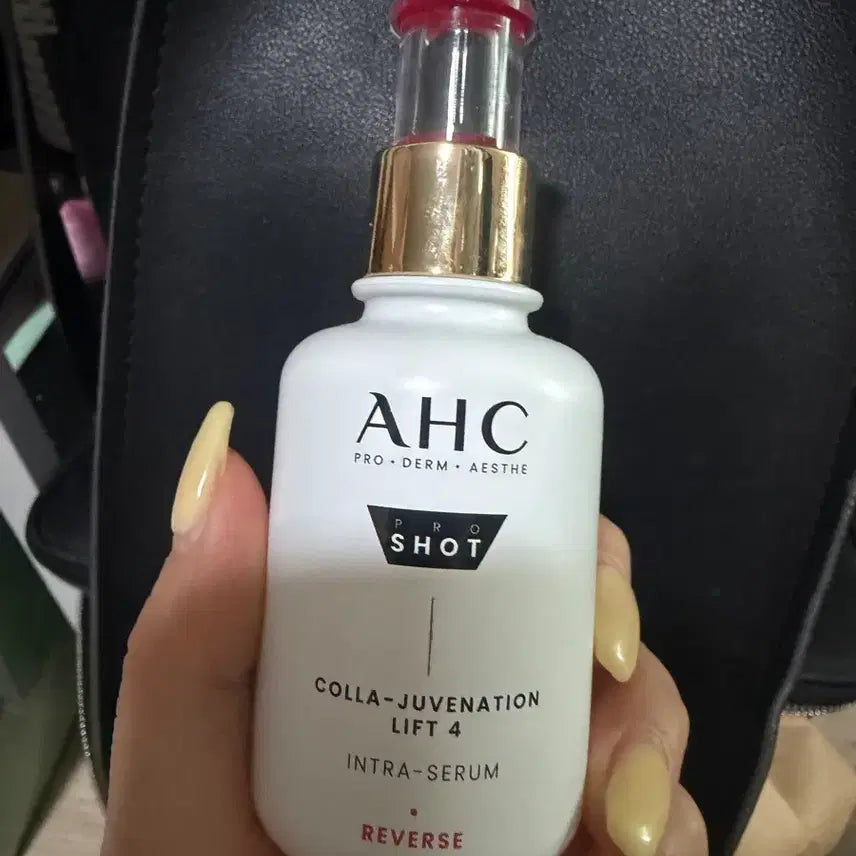 AHC
PRO • DERM • AESTHE
PRO
SHOT
COLLA-JUVENATION
LIFT 4
INTRA-SERUM
• REVERSE